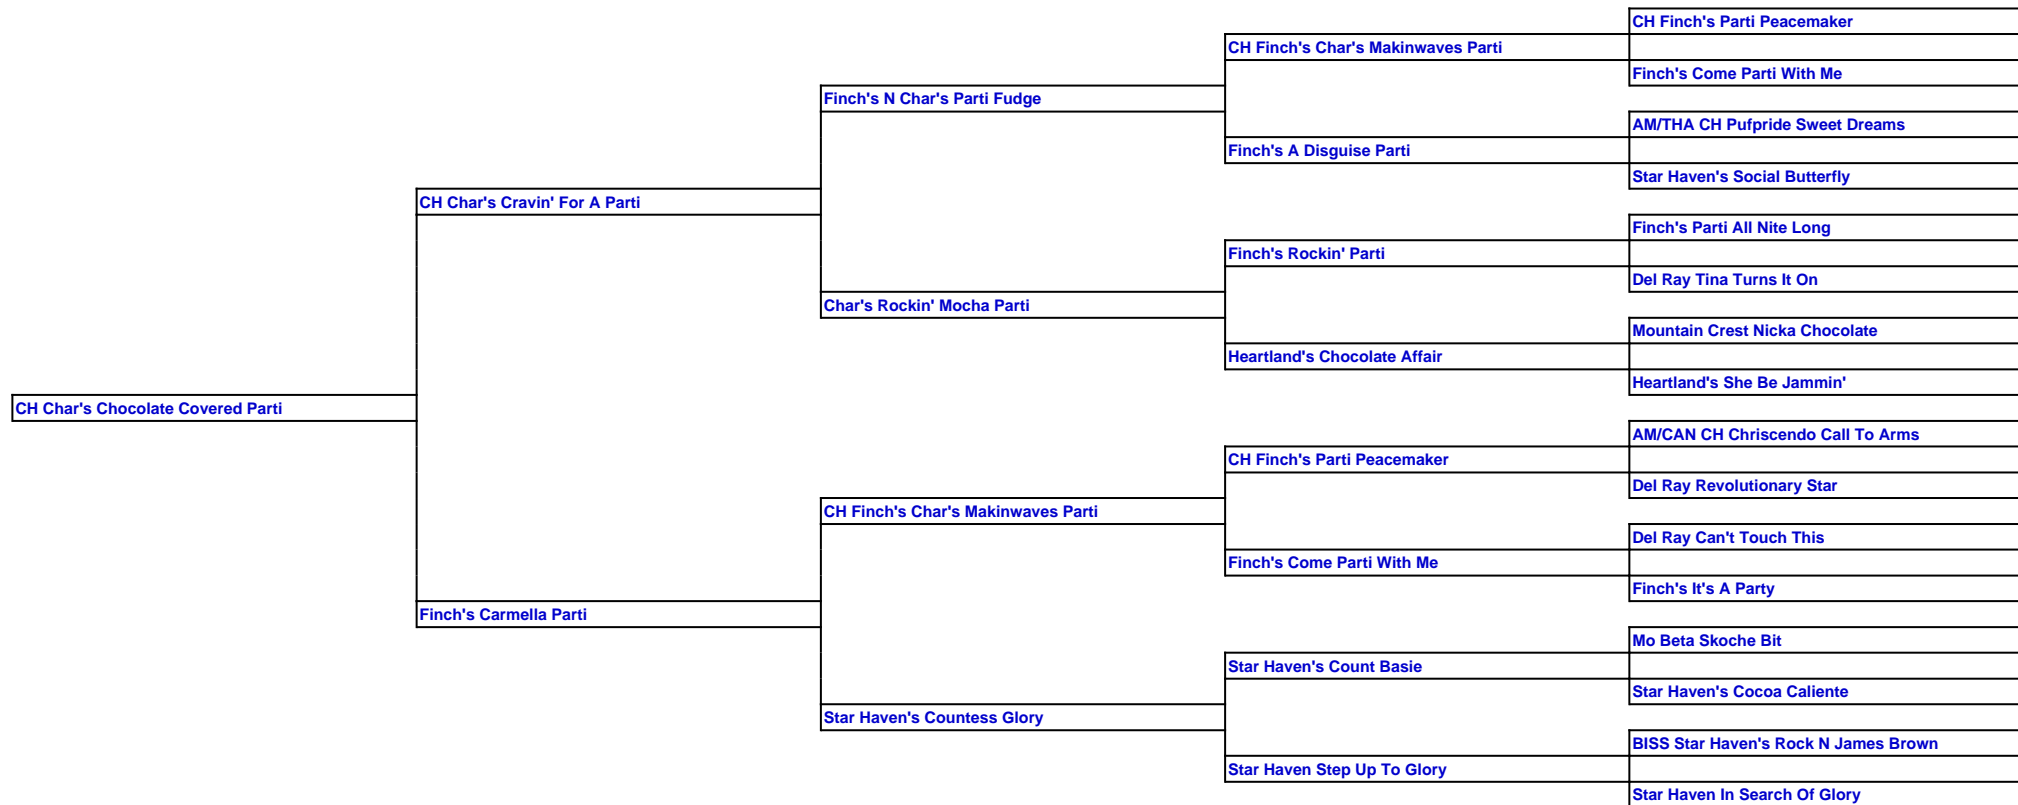 CH Finch's Parti Peacemaker
CH Finch's Char's Makinwaves Parti
Finch's Come Parti With Me
Finch's N Char's Parti Fudge
AM/THA CH Pufpride Sweet Dreams
Finch's A Disguise Parti
Star Haven's Social Butterfly
CH Char's Cravin' For A Parti
Finch's Parti All Nite Long
Finch's Rockin' Parti
Del Ray Tina Turns It On
Char's Rockin' Mocha Parti
Mountain Crest Nicka Chocolate
Heartland's Chocolate Affair
Heartland's She Be Jammin'
CH Char's Chocolate Covered Parti
AM/CAN CH Chriscendo Call To Arms
CH Finch's Parti Peacemaker
Del Ray Revolutionary Star
CH Finch's Char's Makinwaves Parti
Del Ray Can't Touch This
Finch's Come Parti With Me
Finch's It's A Party
Finch's Carmella Parti
Mo Beta Skoche Bit
Star Haven's Count Basie
Star Haven's Cocoa Caliente
Star Haven's Countess Glory
BISS Star Haven's Rock N James Brown
Star Haven Step Up To Glory
Star Haven In Search Of Glory